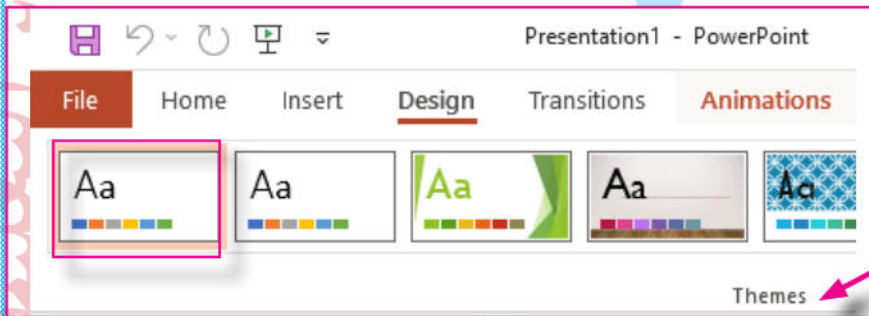 Presentation1 - PowerPoint
File Home Insert Design Transitions Animations
Aa Aa Aa Aa Aa
Themes